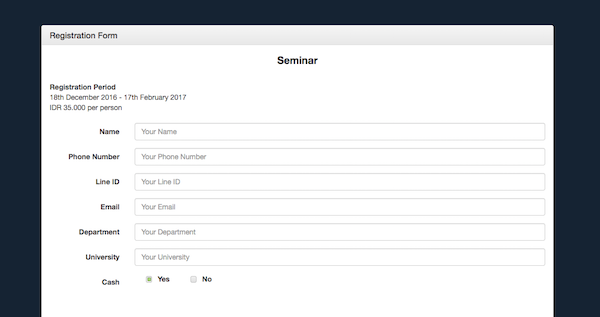 Registration Form
Seminar
Registration Period
18th December 2016 - 17th February 2017
IDR 35.000 per person
Name Your Name
Phone Number Your Phone Number
Line ID Your Line ID
Email Your Email
Department Your Department
University Your University
Cash Yes No